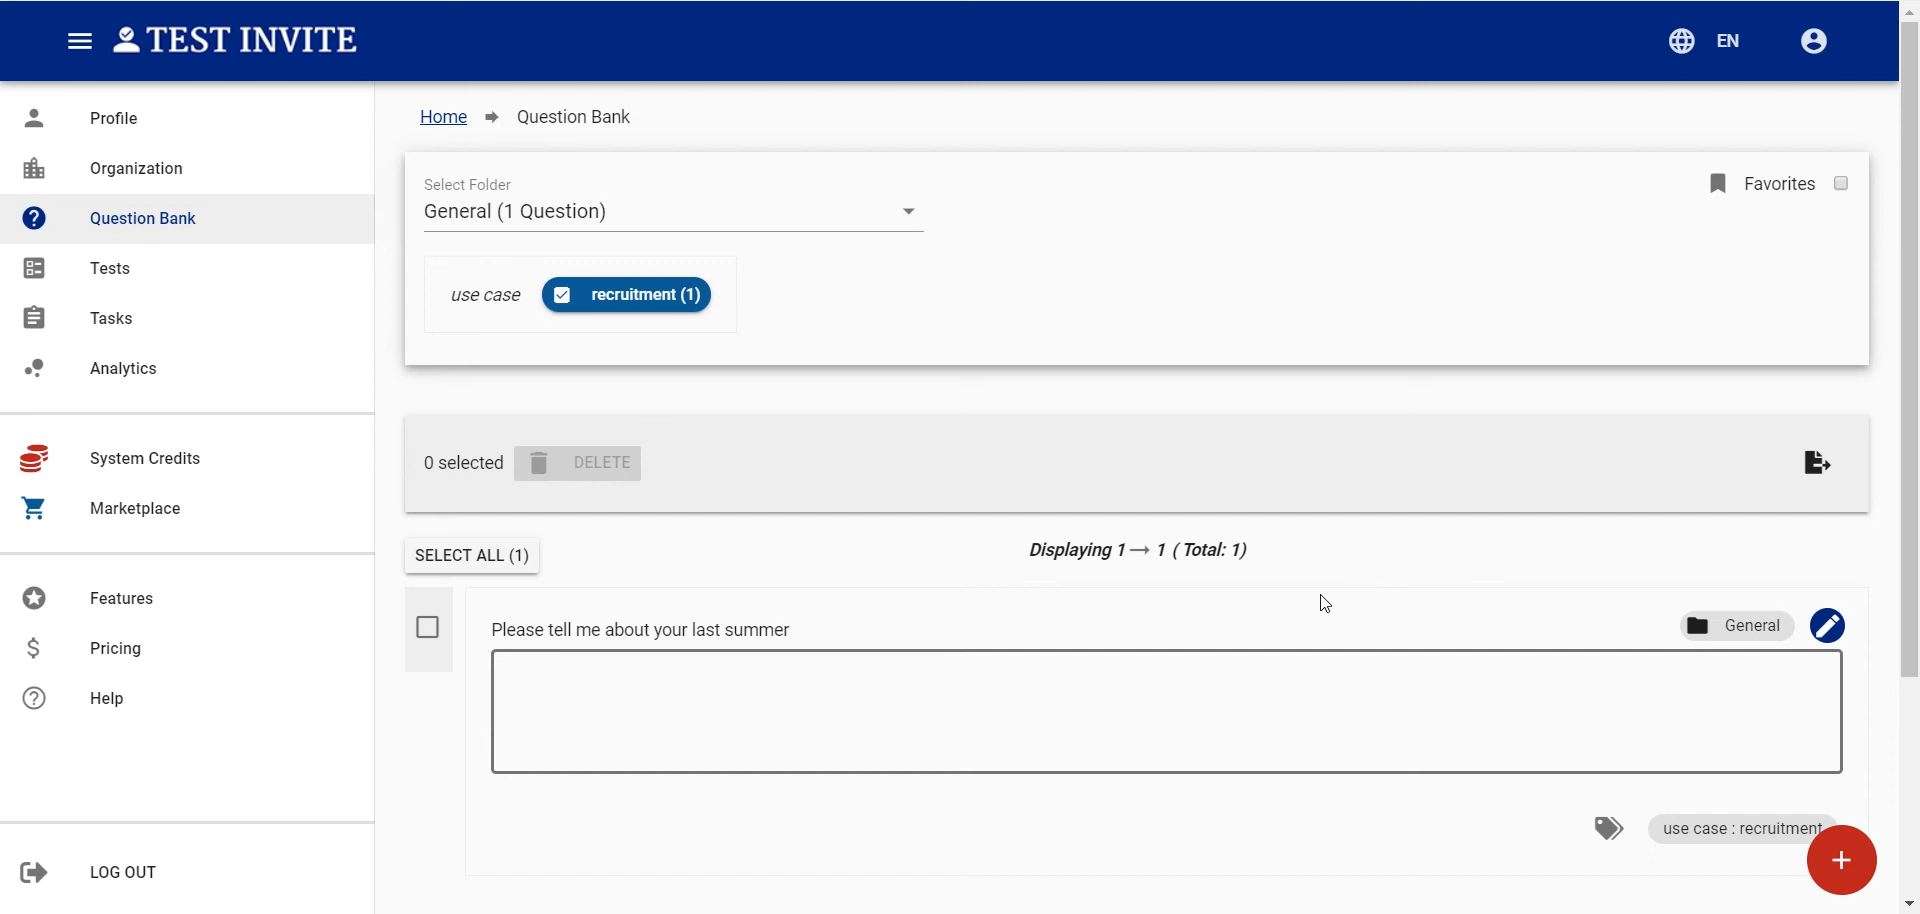 TEST INVITE
EN
Profile
Organization
Question Bank
Tests
Tasks
Analytics
System Credits
Marketplace
Features
Pricing
Help
LOG OUT
Home Question Bank
Select Folder
General (1 Question)
Favorites
use case recruitment (1)
0 selected DELETE
SELECT ALL (1)
Displaying 1 → 1 ( Total: 1)
Please tell me about your last summer
General
use case : recruitment
+